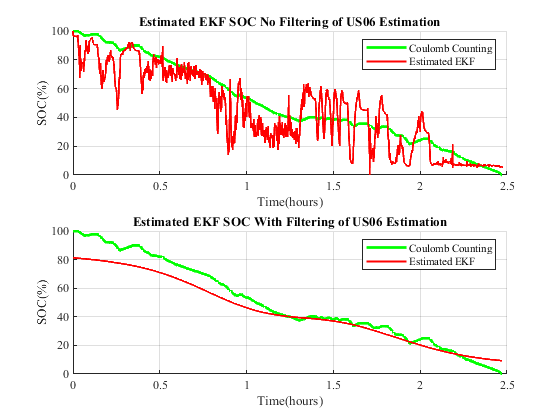 Estimated EKF SOC No Filtering of US06 Estimation
100
80
60
40
20
0
SOC(%)
Coulomb Counting
Estimated EKF
0 0.5 1 1.5 2 2.5
Time(hours)
Estimated EKF SOC With Filtering of US06 Estimation
100
80
60
40
20
0
SOC(%)
Coulomb Counting
Estimated EKF
0 0.5 1 1.5 2 2.5
Time(hours)